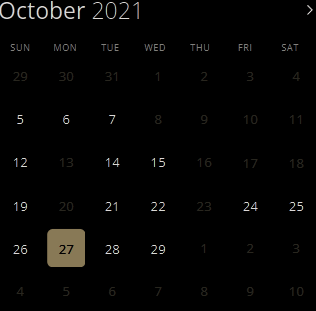 October 2021
SUN MON TUE WED THU FRI SAT
29 30 31 1 2 3 4
5 6 7 8 9 10 11
12 13 14 15 16 17 18
19 20 21 22 23 24 25
26 27 28 29 1 2 3
4 5 6 7 8 9 10